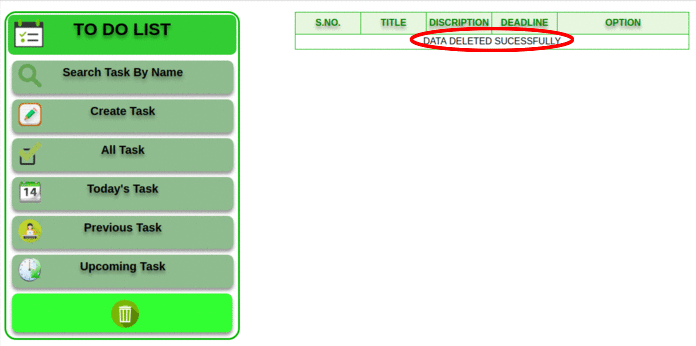 TO DO LIST
Search Task By Name
Create Task
All Task
14
Today's Task
Previous Task
Upcoming Task
S.NO. TITLE DISCRIPTION DEADLINE OPTION
DATA DELETED SUCESSFULLY